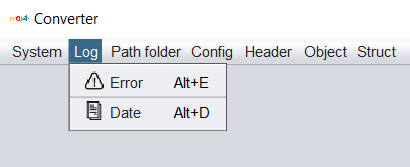 Converter
System Log Path folder Config Header Object Struct
Error Alt+E
Date Alt+D